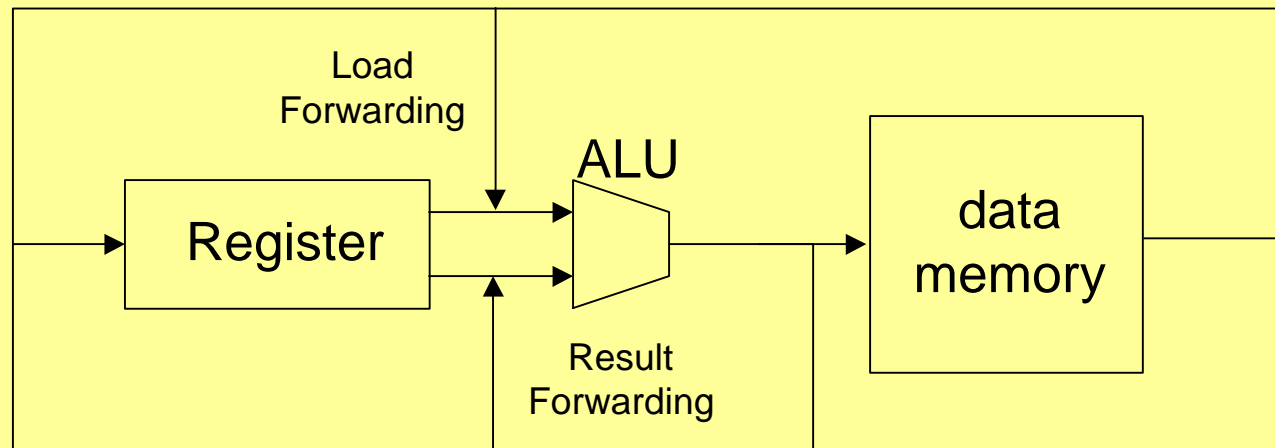 Load
Forwarding
ALU
Register
data
memory
Result
Forwarding